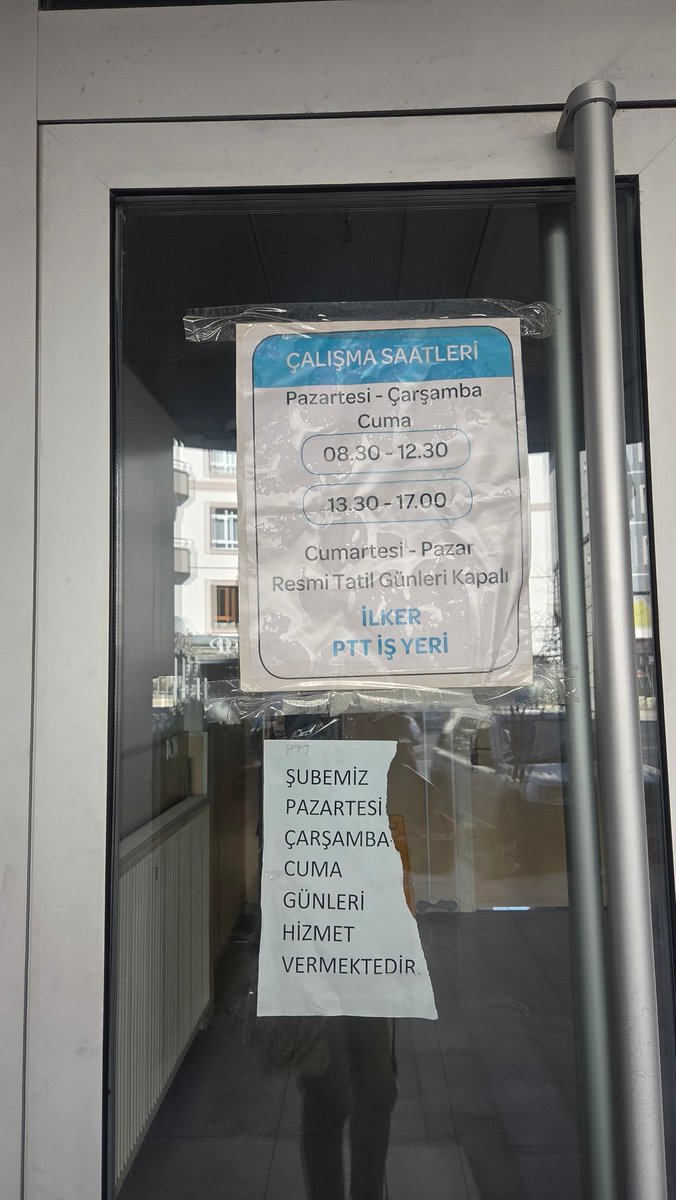 ÇALIŞMA SAATLERİ
Pazartesi - Çarşamba
Cuma
08.30 - 12.30
13.30 - 17.00
Cumartesi - Pazar
Resmi Tatil Günleri Kapalı
İLKER
PTT İŞ YERİ
PTT
ŞUBEMİZ
PAZARTESİ
ÇARŞAMBA
CUMA
GÜNLERİ
HİZMET
VERMEKTEDİR.